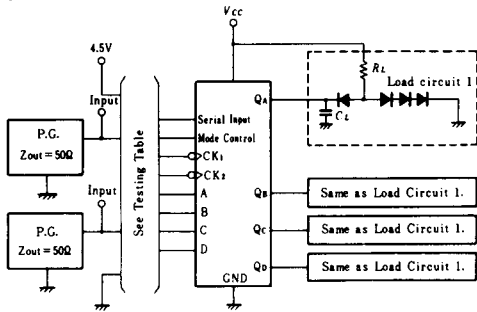 VCC
4.5V
Input
P.G.
Zout = 50Ω
Input
P.G.
Zout = 50Ω
See Testing Table
Serial Input
Mode Control
CK1
CK2
A
B
C
D
GND
QA
QB
QC
QD
RL
Load circuit 1
CL
Same as Load Circuit 1.
Same as Load Circuit 1.
Same as Load Circuit 1.